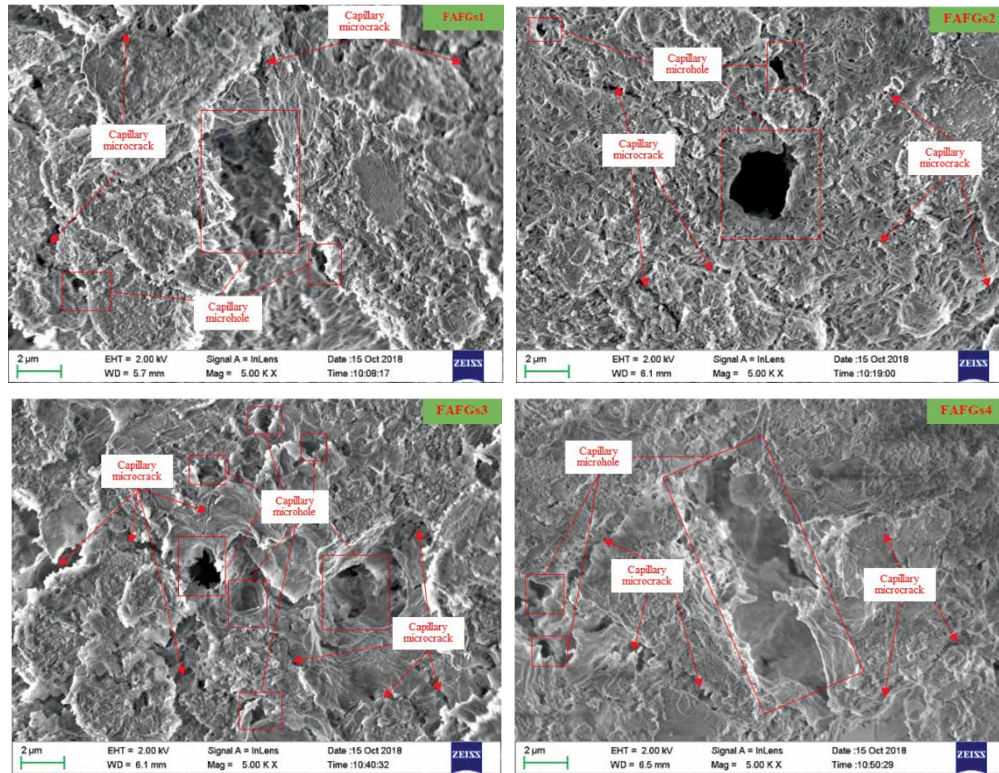 Capillary
microcrack
FAFGs1
Capillary
microcrack
Capillary
microhole
2 µm
EHT = 2.00 kV
Signal A = InLens
Date :15 Oct 2018
WD = 5.7 mm
Mag = 5.00 K X
Time :10:08:17
ZEISS
FAFGs2
Capillary
microhole
Capillary
microcrack
Capillary
microcrack
2 µm
EHT = 2.00 kV
Signal A = InLens
Date :15 Oct 2018
WD = 6.1 mm
Mag = 5.00 K X
Time :10:19:00
ZEISS
FAFGs3
Capillary
microcrack
Capillary
microhole
Capillary
microcrack
2 µm
EHT = 2.00 kV
Signal A = InLens
Date :15 Oct 2018
WD = 6.1 mm
Mag = 5.00 K X
Time :10:40:32
ZEISS
FAFGs4
Capillary
microhole
Capillary
microcrack
Capillary
microcrack
2 µm
EHT = 2.00 kV
Signal A = InLens
Date :15 Oct 2018
WD = 6.5 mm
Mag = 5.00 K X
Time :10:50:29
ZEISS